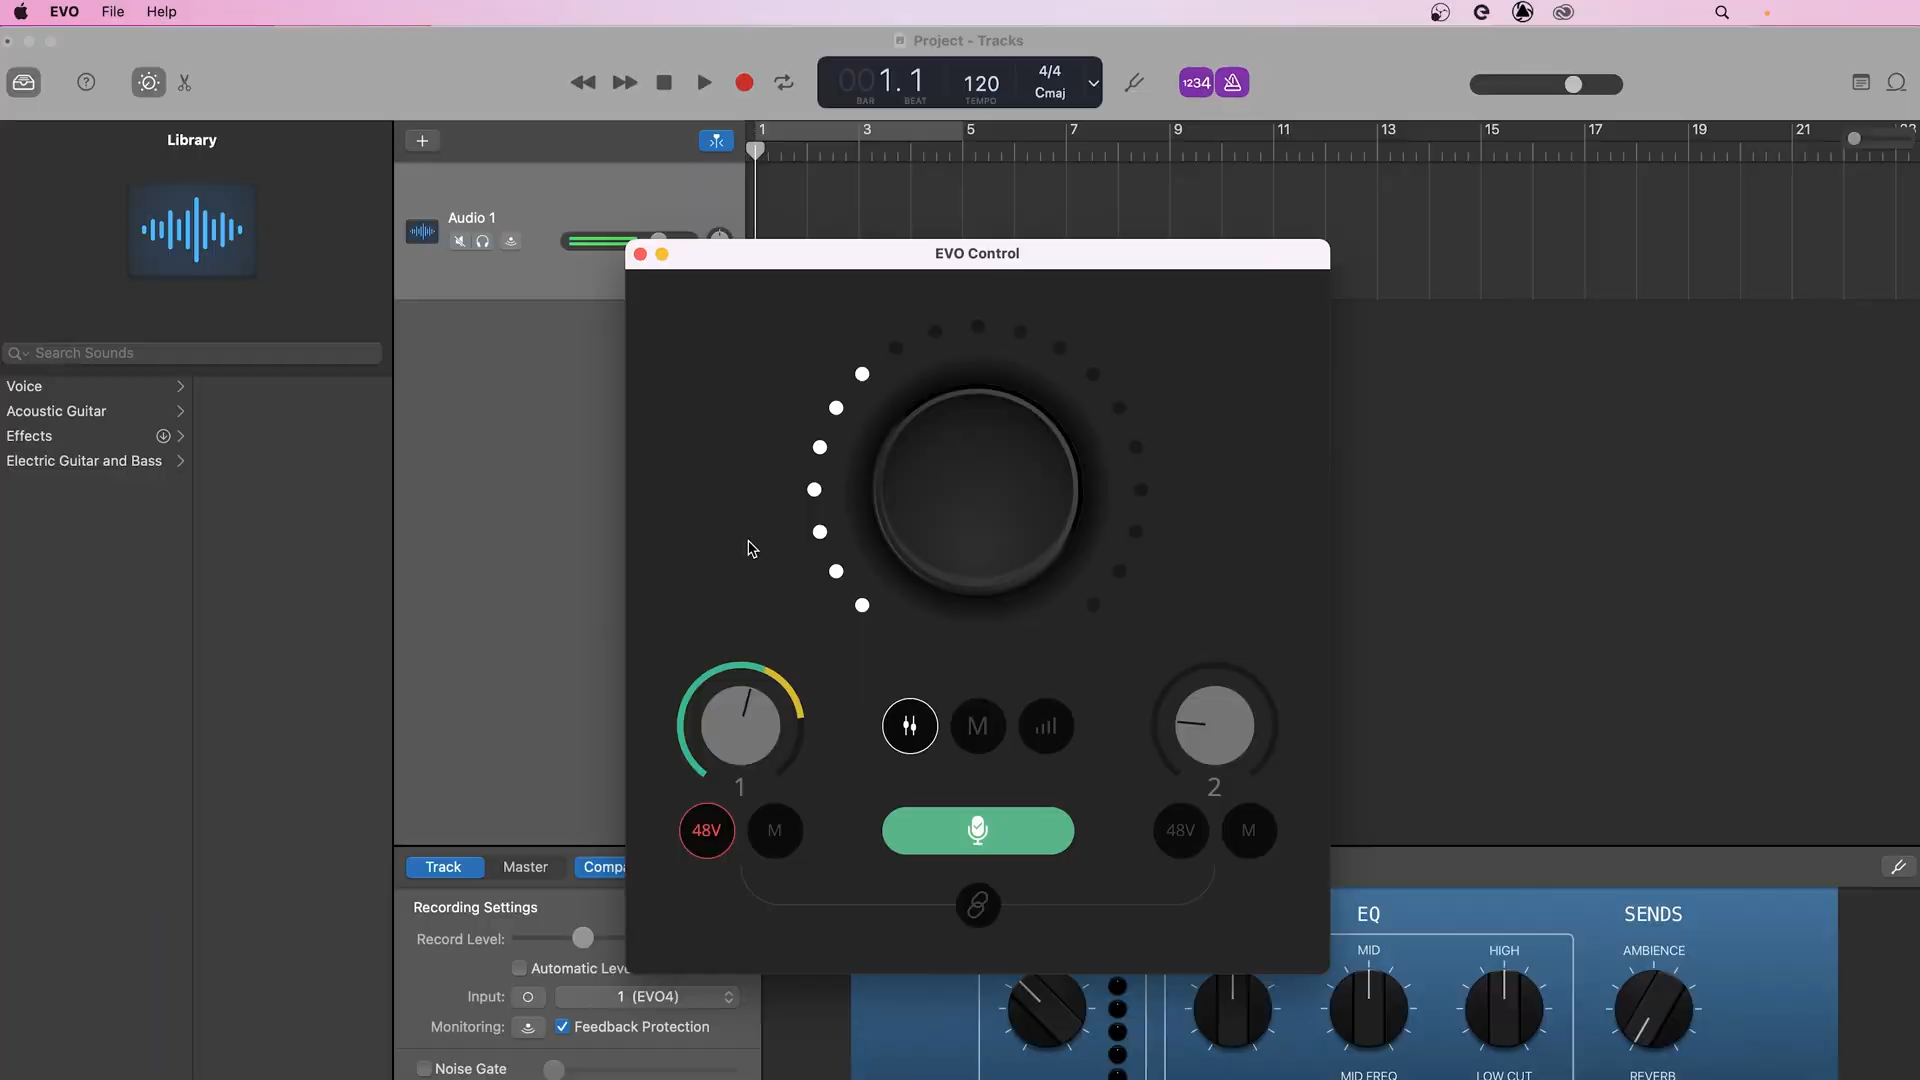 EVO File Help
Project - Tracks
001.1
BAR BEAT
120
TEMPO
4/4
Cmaj
1234
Library
1 3 5 7 9 11 13 15 17 19 21 23
Audio 1
EVO Control
Search Sounds
Voice
Acoustic Guitar
Effects
Electric Guitar and Bass
M
1
2
48V M
48V M
Track Master Compa
Recording Settings
Record Level:
Automatic Leve
Input: 1 (EVO4)
Monitoring: Feedback Protection
Noise Gate
EQ SENDS
MID HIGH AMBIENCE
MID FREQ LOW CUT REVERB